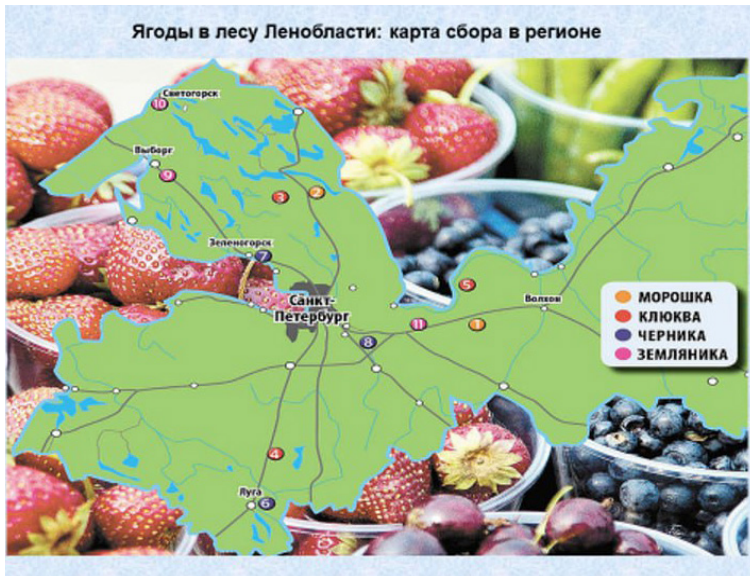 Ягоды в лесу Ленобласти: карта сбора в регионе
Светогорск
10
Выборг
9
3
2
Зеленогорск
7
5
Санкт-
Петербург
Волхов
11
1
8
МОРОШКА
КЛЮКВА
ЧЕРНИКА
ЗЕМЛЯНИКА
4
Луга
6